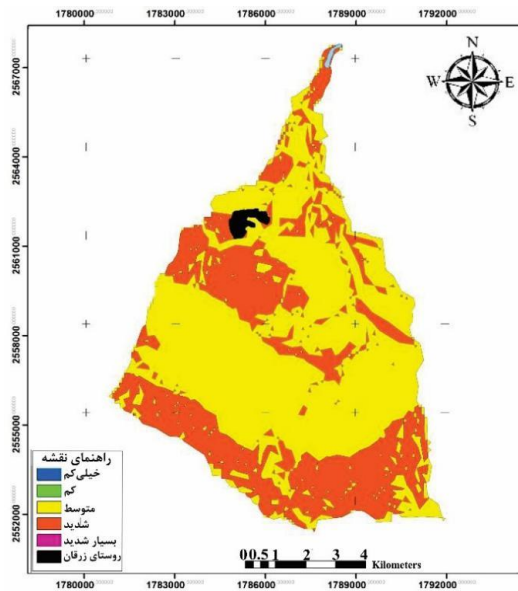 1780000 1783000 1786000 1789000 1792000
N
W E
S
2567000
2564000
2561000
2558000
2555000
2552000
راهنمای نقشه
خیلی کم
کم
متوسط
شدید
بسیار شدید
روستای زرقان
0 0.5 1 2 3 4
Kilometers
1780000 1783000 1786000 1789000 1792000